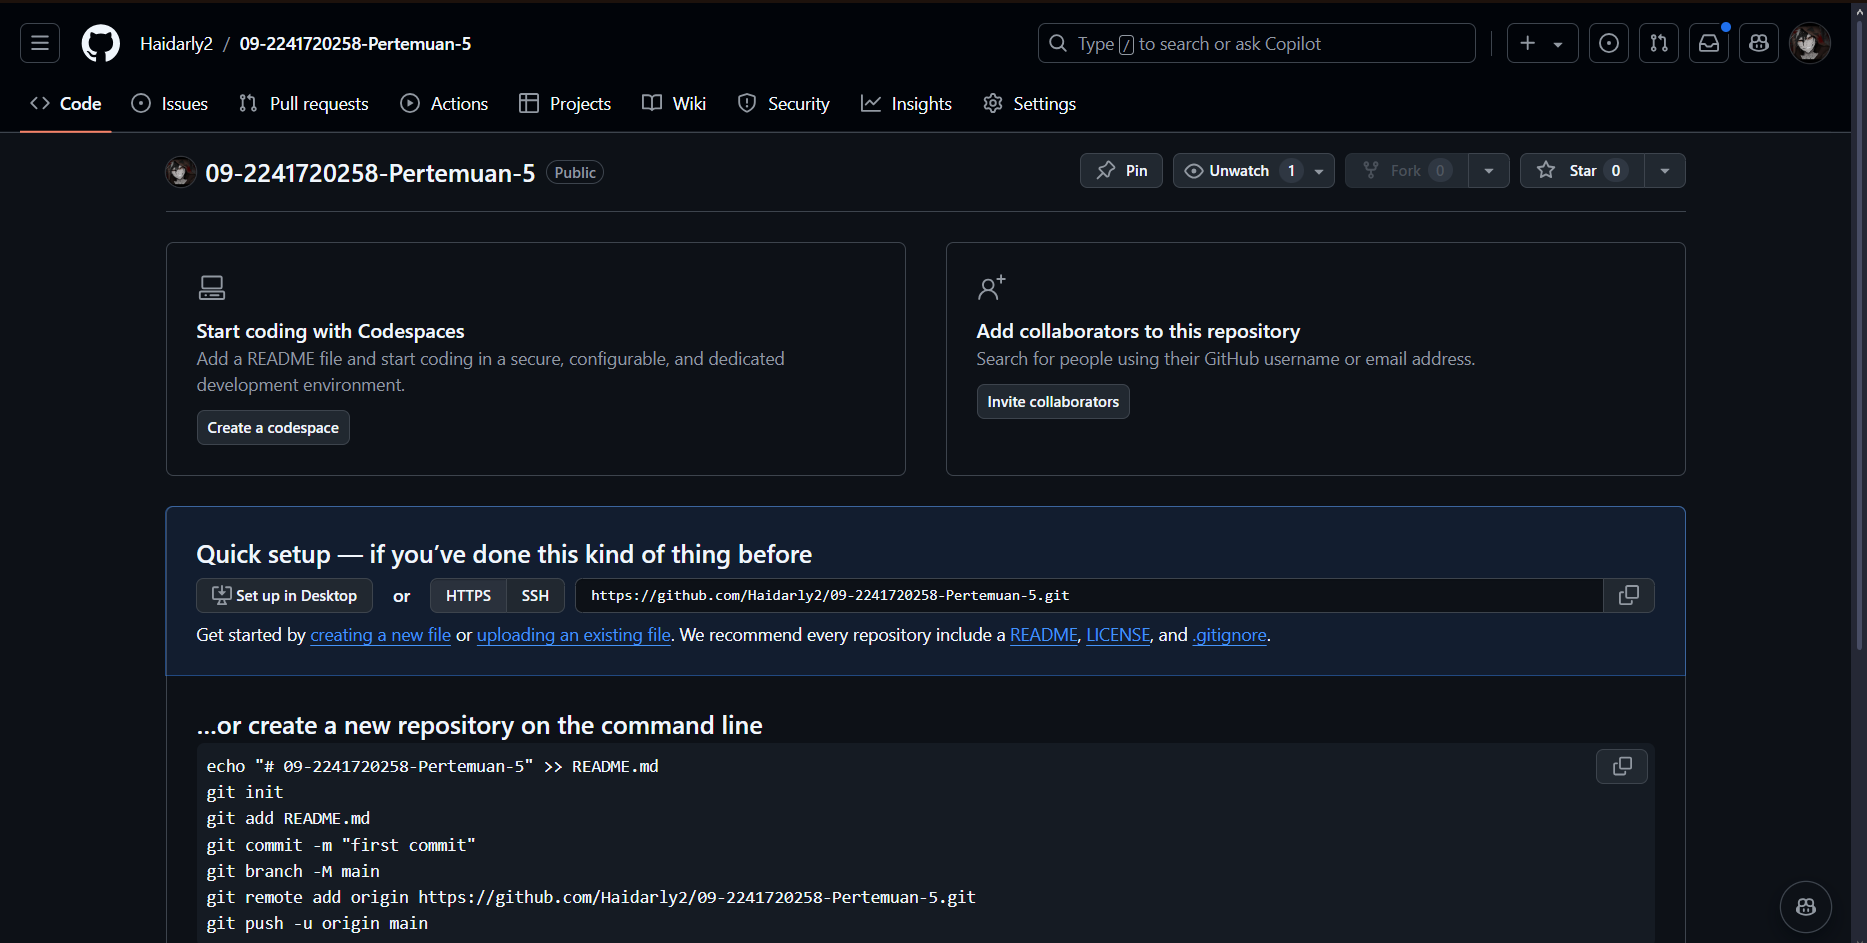 Haidarly2 / 09-2241720258-Pertemuan-5
Type / to search or ask Copilot
Code Issues Pull requests Actions Projects Wiki Security Insights Settings
09-2241720258-Pertemuan-5 Public
Pin Unwatch 1 Fork 0 Star 0
Start coding with Codespaces
Add a README file and start coding in a secure, configurable, and dedicated
development environment.
Create a codespace
Add collaborators to this repository
Search for people using their GitHub username or email address.
Invite collaborators
Quick setup — if you’ve done this kind of thing before
Set up in Desktop or HTTPS SSH https://github.com/Haidarly2/09-2241720258-Pertemuan-5.git
Get started by creating a new file or uploading an existing file. We recommend every repository include a README, LICENSE, and .gitignore.
…or create a new repository on the command line
echo "# 09-2241720258-Pertemuan-5" >> README.md
git init
git add README.md
git commit -m "first commit"
git branch -M main
git remote add origin https://github.com/Haidarly2/09-2241720258-Pertemuan-5.git
git push -u origin main